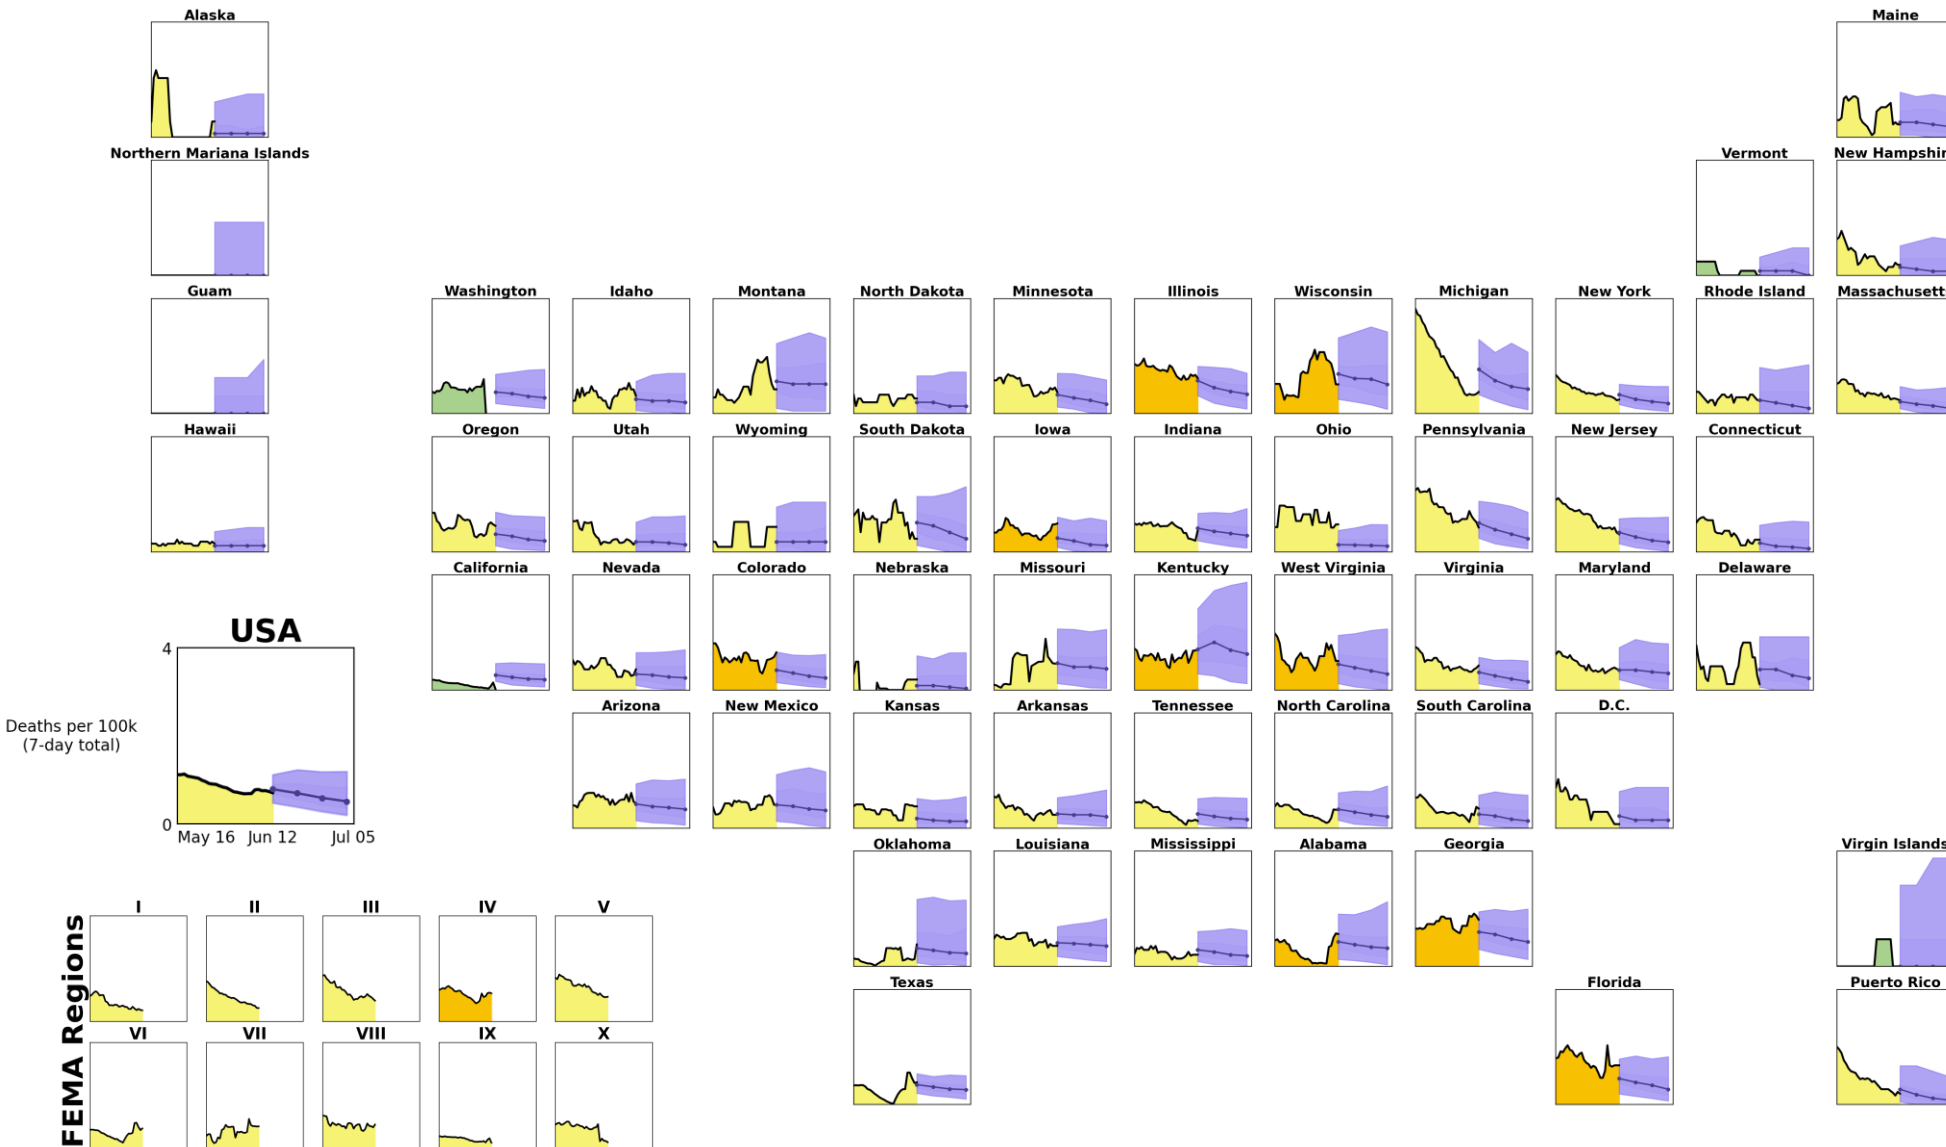 Alaska
Maine
Northern Mariana Islands
Vermont
New Hampshir
Guam
Washington
Idaho
Montana
North Dakota
Minnesota
Illinois
Wisconsin
Michigan
New York
Rhode Island
Massachusett
Hawaii
Oregon
Utah
Wyoming
South Dakota
Iowa
Indiana
Ohio
Pennsylvania
New Jersey
Connecticut
California
Nevada
Colorado
Nebraska
Missouri
Kentucky
West Virginia
Virginia
Maryland
Delaware
USA
4
Deaths per 100k
(7-day total)
0
May 16
Jun 12
Jul 05
Arizona
New Mexico
Kansas
Arkansas
Tennessee
North Carolina
South Carolina
D.C.
Oklahoma
Louisiana
Mississippi
Alabama
Georgia
Virgin Islands
Texas
Florida
Puerto Rico
FEMA Regions
I
II
III
IV
V
VI
VII
VIII
IX
X